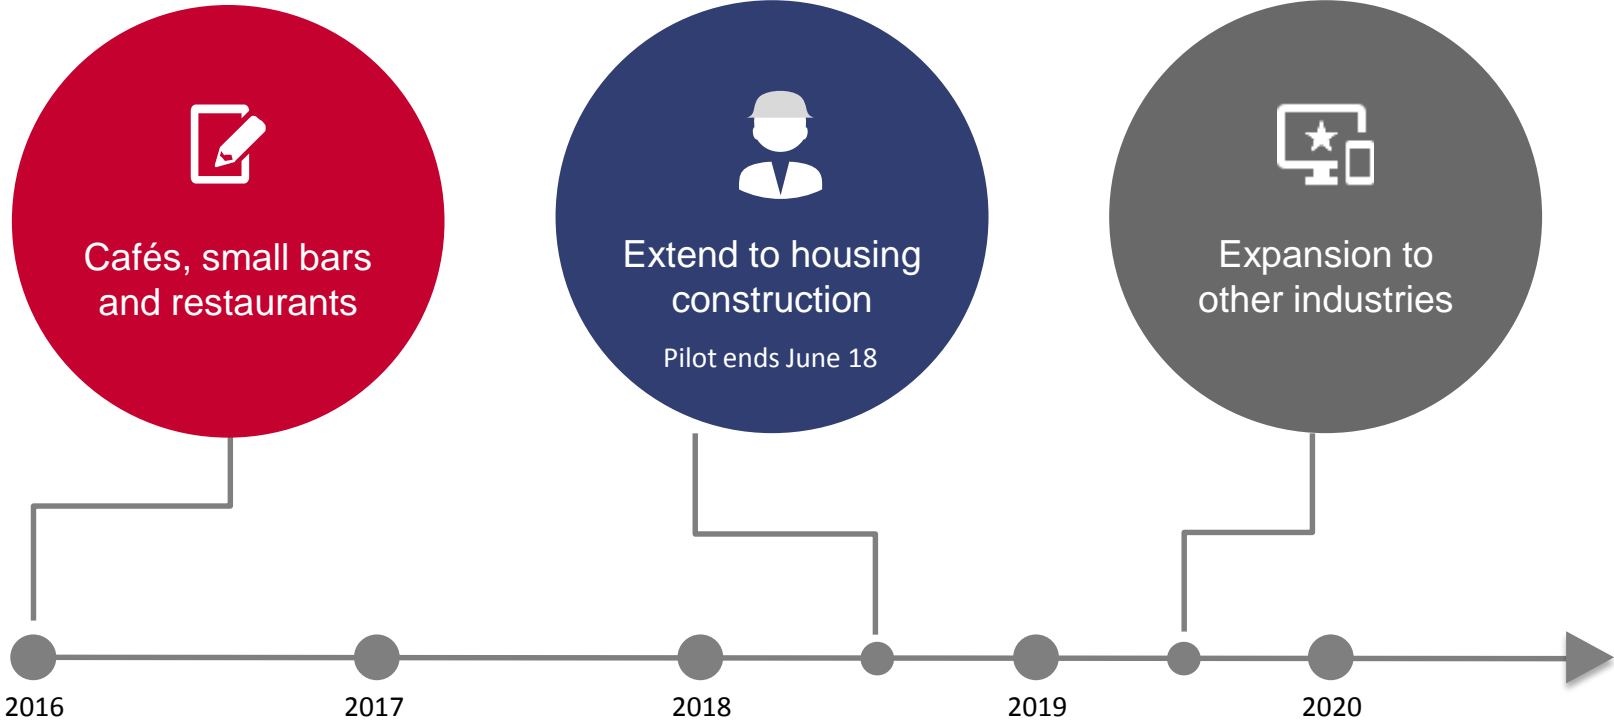 Cafés, small bars
and restaurants
Extend to housing
construction
Pilot ends June 18
Expansion to
other industries
2016
2017
2018
2019
2020